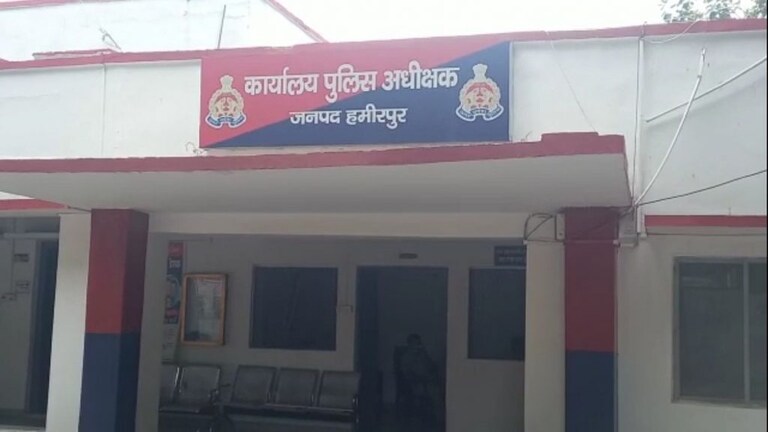 कार्यालय पुलिस अधीक्षक
जनपद हमीरपुर